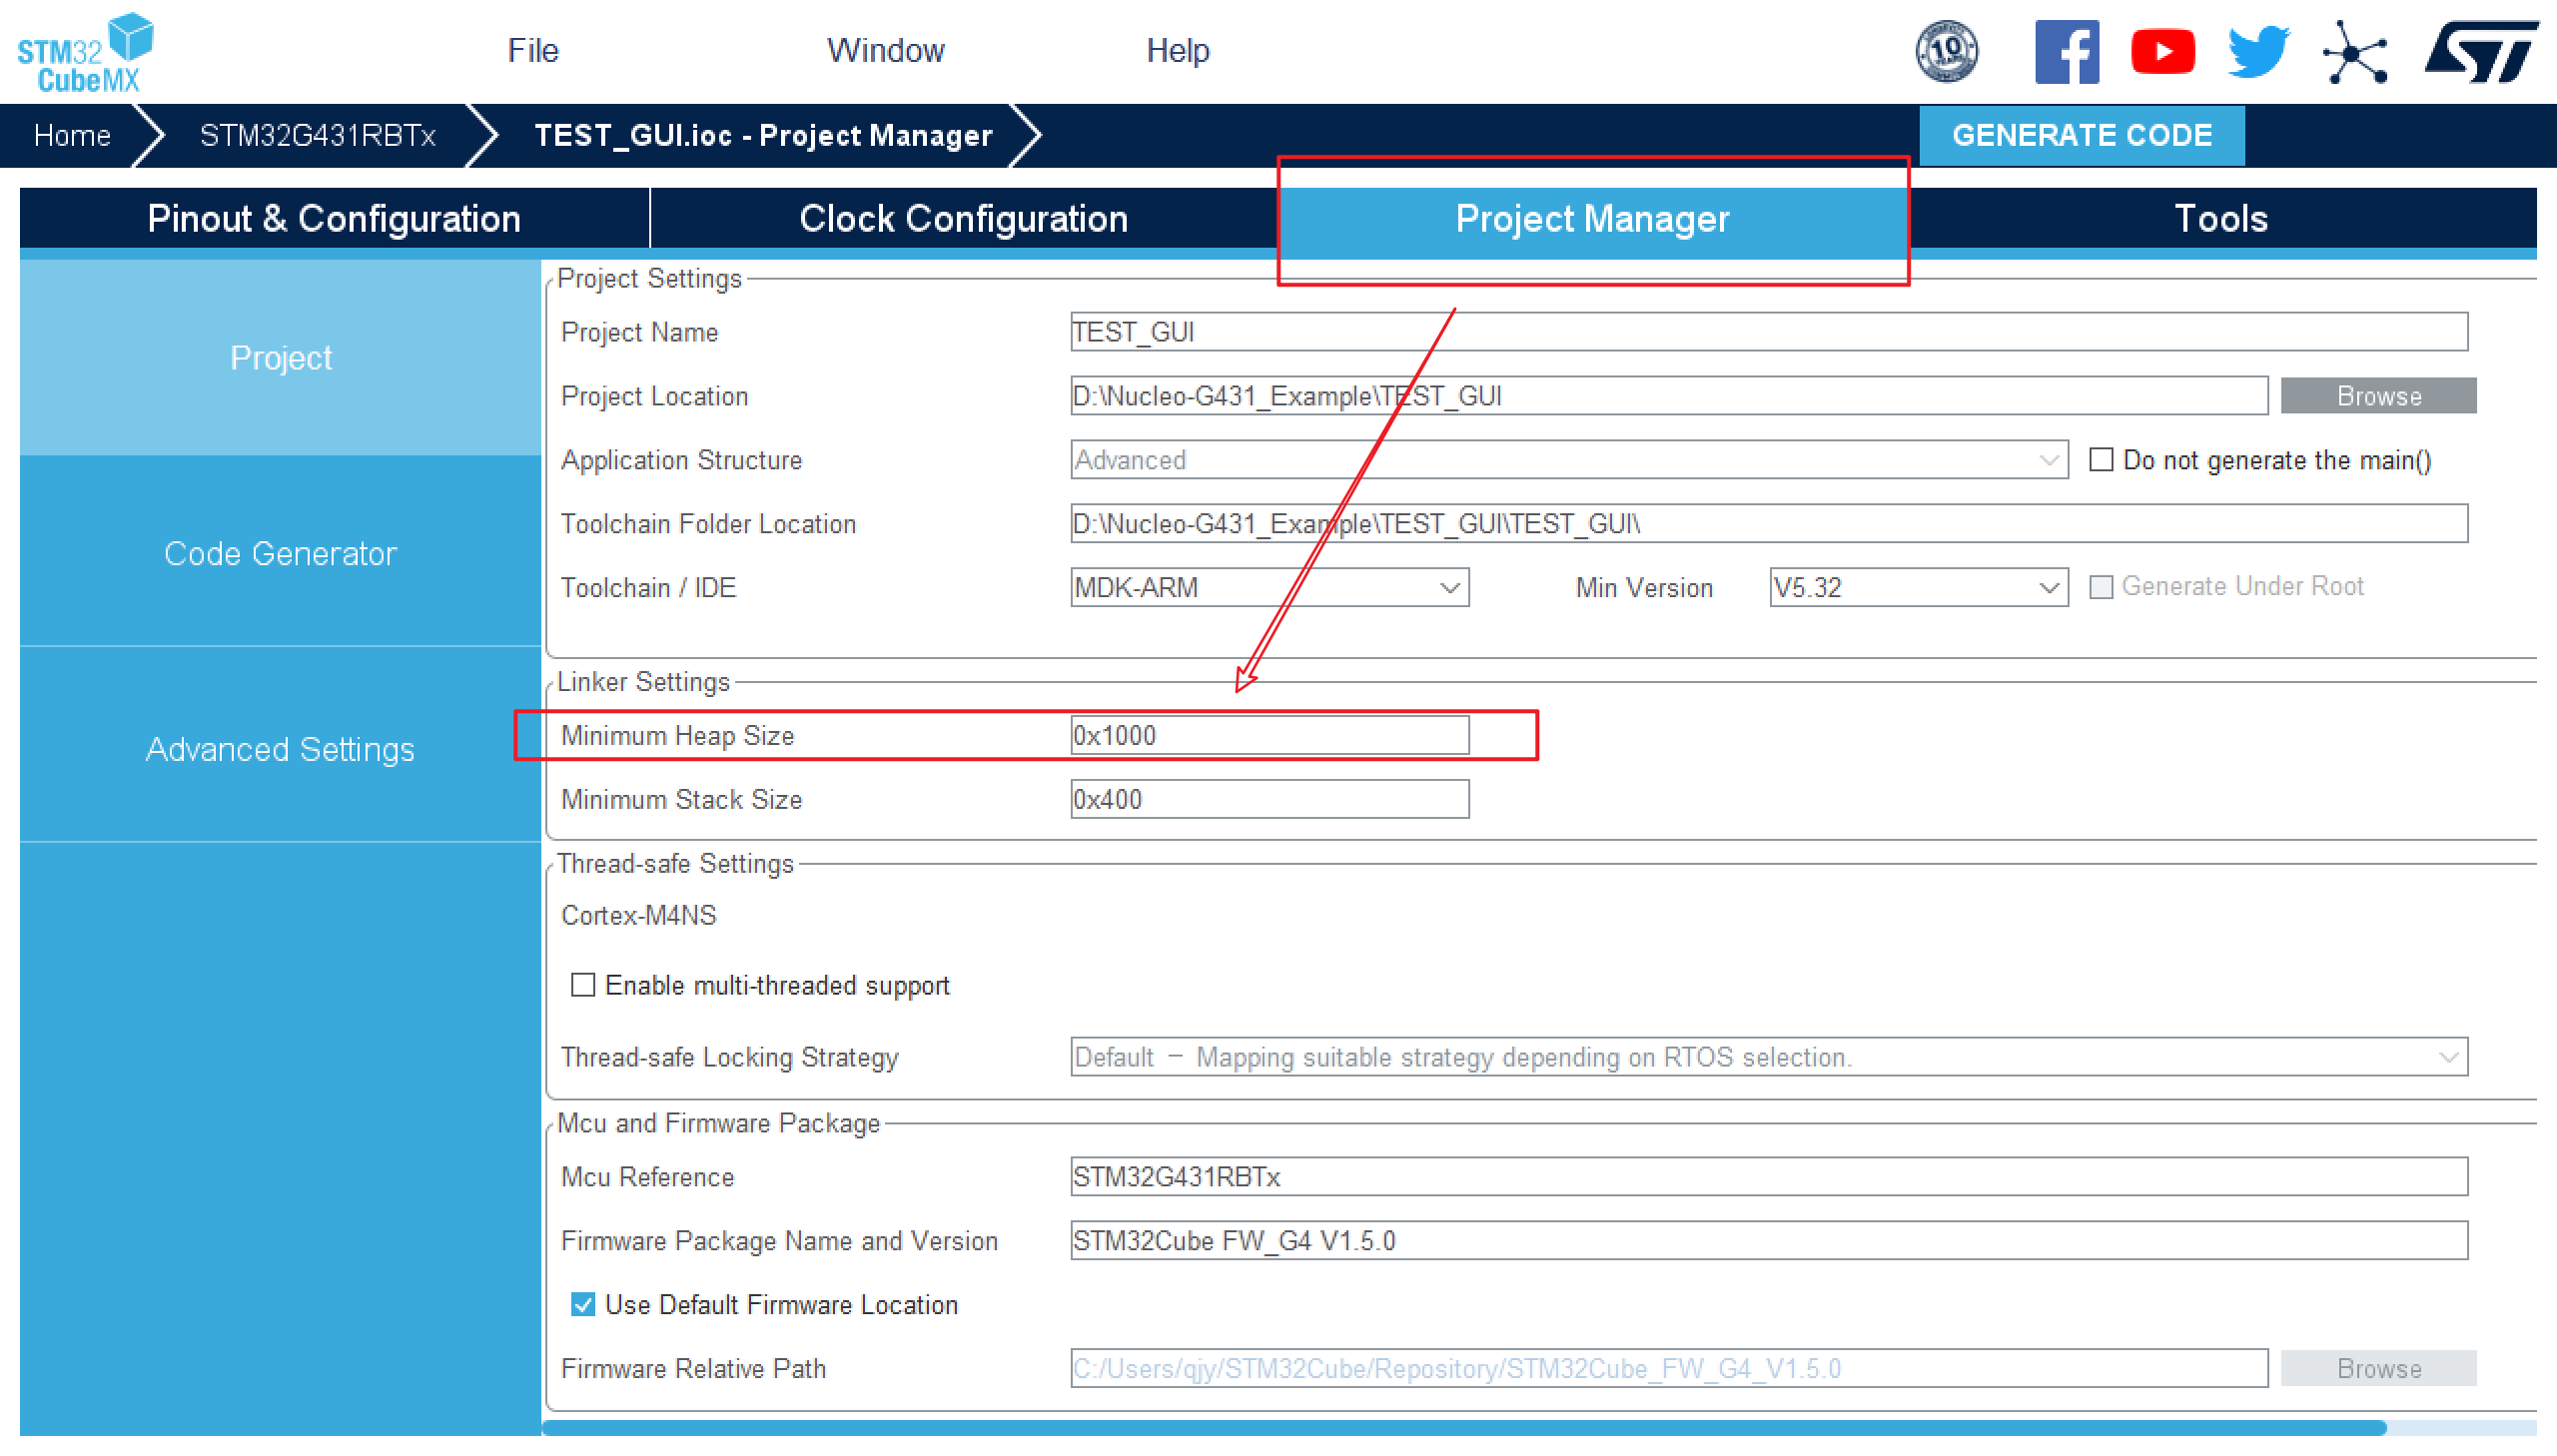 STM32
CubeMX
File
Window
Help
10
ST
Home
STM32G431RBTx
TEST_GUI.ioc - Project Manager
GENERATE CODE
Pinout & Configuration
Clock Configuration
Project Manager
Tools
Project
Code Generator
Advanced Settings
Project Settings
Project Name
TEST_GUI
Project Location
D:\Nucleo-G431_Example\TEST_GUI
Browse
Application Structure
Advanced
Do not generate the main()
Toolchain Folder Location
D:\Nucleo-G431_Example\TEST_GUI\TEST_GUI\
Toolchain / IDE
MDK-ARM
Min Version
V5.32
Generate Under Root
Linker Settings
Minimum Heap Size
0x1000
Minimum Stack Size
0x400
Thread-safe Settings
Cortex-M4NS
Enable multi-threaded support
Thread-safe Locking Strategy
Default – Mapping suitable strategy depending on RTOS selection.
Mcu and Firmware Package
Mcu Reference
STM32G431RBTx
Firmware Package Name and Version
STM32Cube FW_G4 V1.5.0
Use Default Firmware Location
Firmware Relative Path
C:/Users/qjy/STM32Cube/Repository/STM32Cube_FW_G4_V1.5.0
Browse